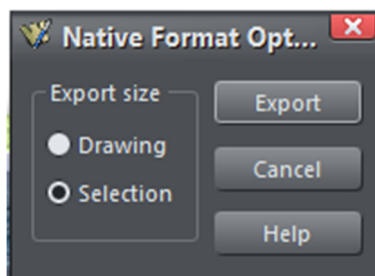 Native Format Opt...
Export size
Drawing
Selection
Export
Cancel
Help